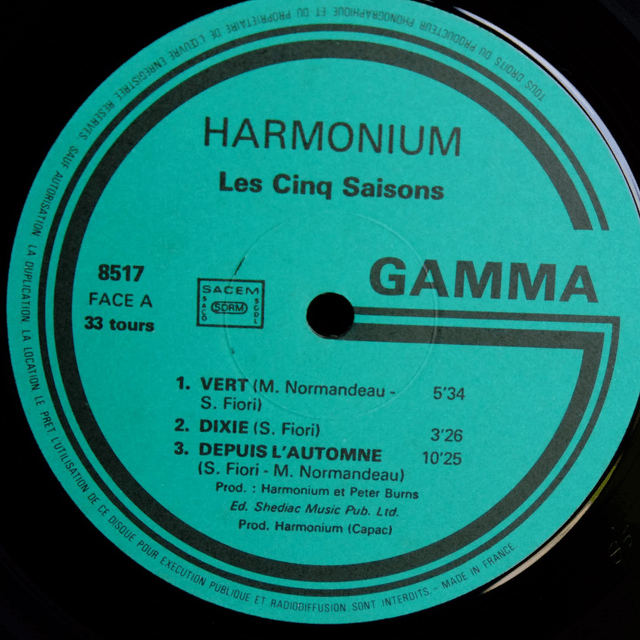 TOUS DROITS DU PRODUCTEUR PHONOGRAPHIQUE ET DU PROPRIETAIRE DE L'ŒUVRE ENREGISTREE RESERVES. SAUF AUTORISATION LA DUPLICATION, LA LOCATION, LE PRET, L'UTILISATION DE CE DISQUE POUR EXECUTION PUBLIQUE ET RADIODIFFUSION SONT INTERDITS. - MADE IN FRANCE
HARMONIUM
Les Cinq Saisons
8517
FACE A
33 tours
SACEM
SACD SDRM SGDL
GAMMA
1. VERT (M. Normandeau - 5'34
S. Fiori)
2. DIXIE (S. Fiori) 3'26
3. DEPUIS L'AUTOMNE 10'25
(S. Fiori - M. Normandeau)
Prod. : Harmonium et Peter Burns
Ed. Shediac Music Pub. Ltd.
Prod. Harmonium (Capac)